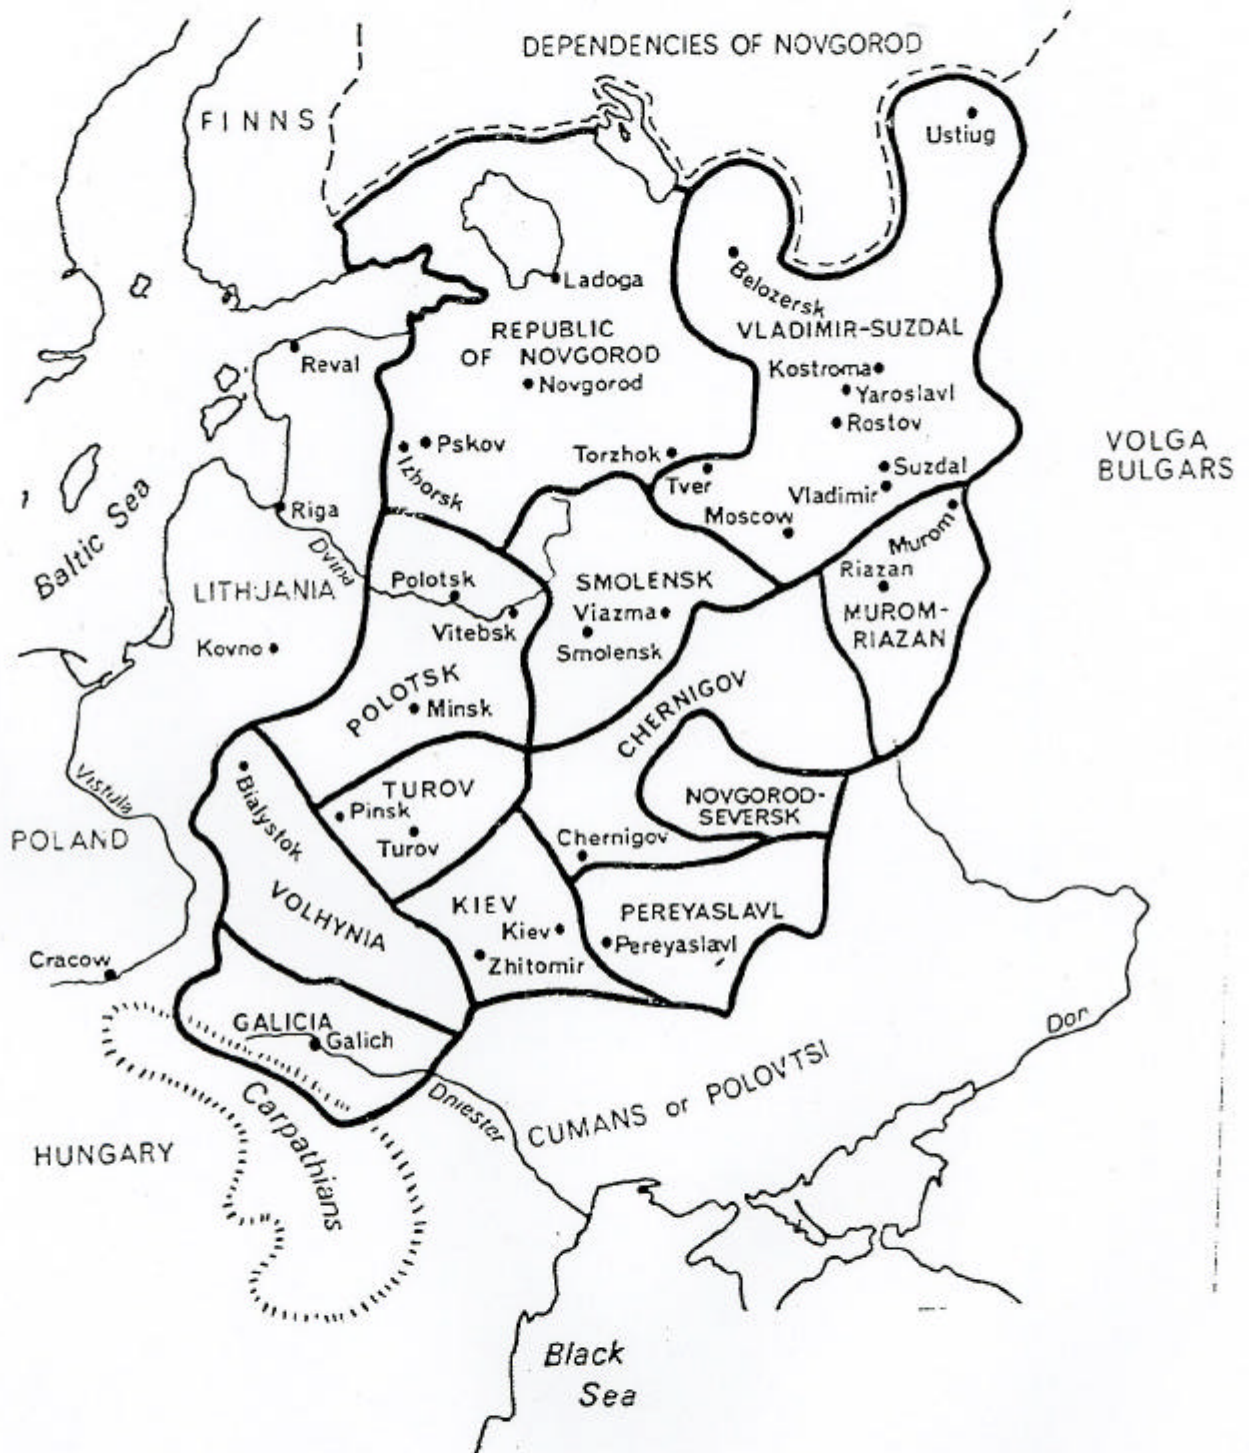 DEPENDENCIES OF NOVGOROD
FINNS
Ustiug
Ladoga
Belozersk
REPUBLIC
OF NOVGOROD
VLADIMIR-SUZDAL
Reval
Kostroma
Novgorod
Yaroslavl
Rostov
Pskov
Izhorsk
Torzhok
Tver
Suzdal
Vladimir
VOLGA
BULGARS
Baltic Sea
Riga
Moscow
Murom
Dvina
LITHUANIA
Polotsk
SMOLENSK
Riazan
Viazma
Vitebsk
MUROM-
RIAZAN
Kovno
Smolensk
POLOTSK
Minsk
CHERNIGOV
Vistula
Bialystok
TUROV
Pinsk
NOVGOROD-
SEVERSK
POLAND
Turov
Chernigov
VOLHYNIA
KIEV
Kiev
PEREYASLAVL
Pereyaslavl
Cracow
Zhitomir
GALICIA
Galich
Don
Carpathians
Dniester
CUMANS or POLOVTSI
HUNGARY
Black
Sea